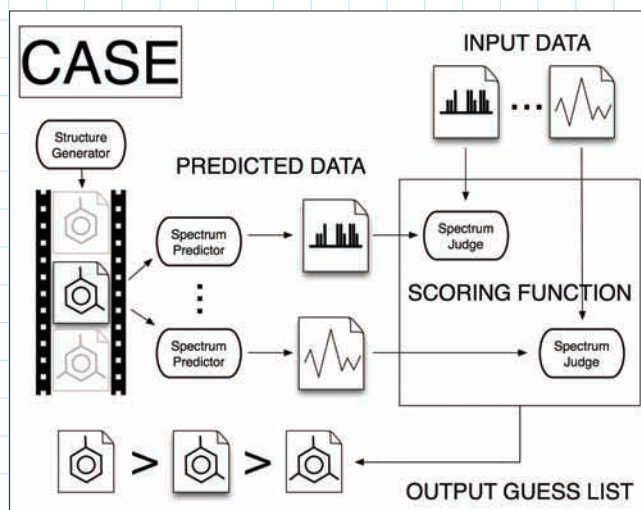 CASE
INPUT DATA
Structure
Generator
PREDICTED DATA
Spectrum
Predictor
Spectrum
Judge
SCORING FUNCTION
Spectrum
Predictor
Spectrum
Judge
> >
OUTPUT GUESS LIST